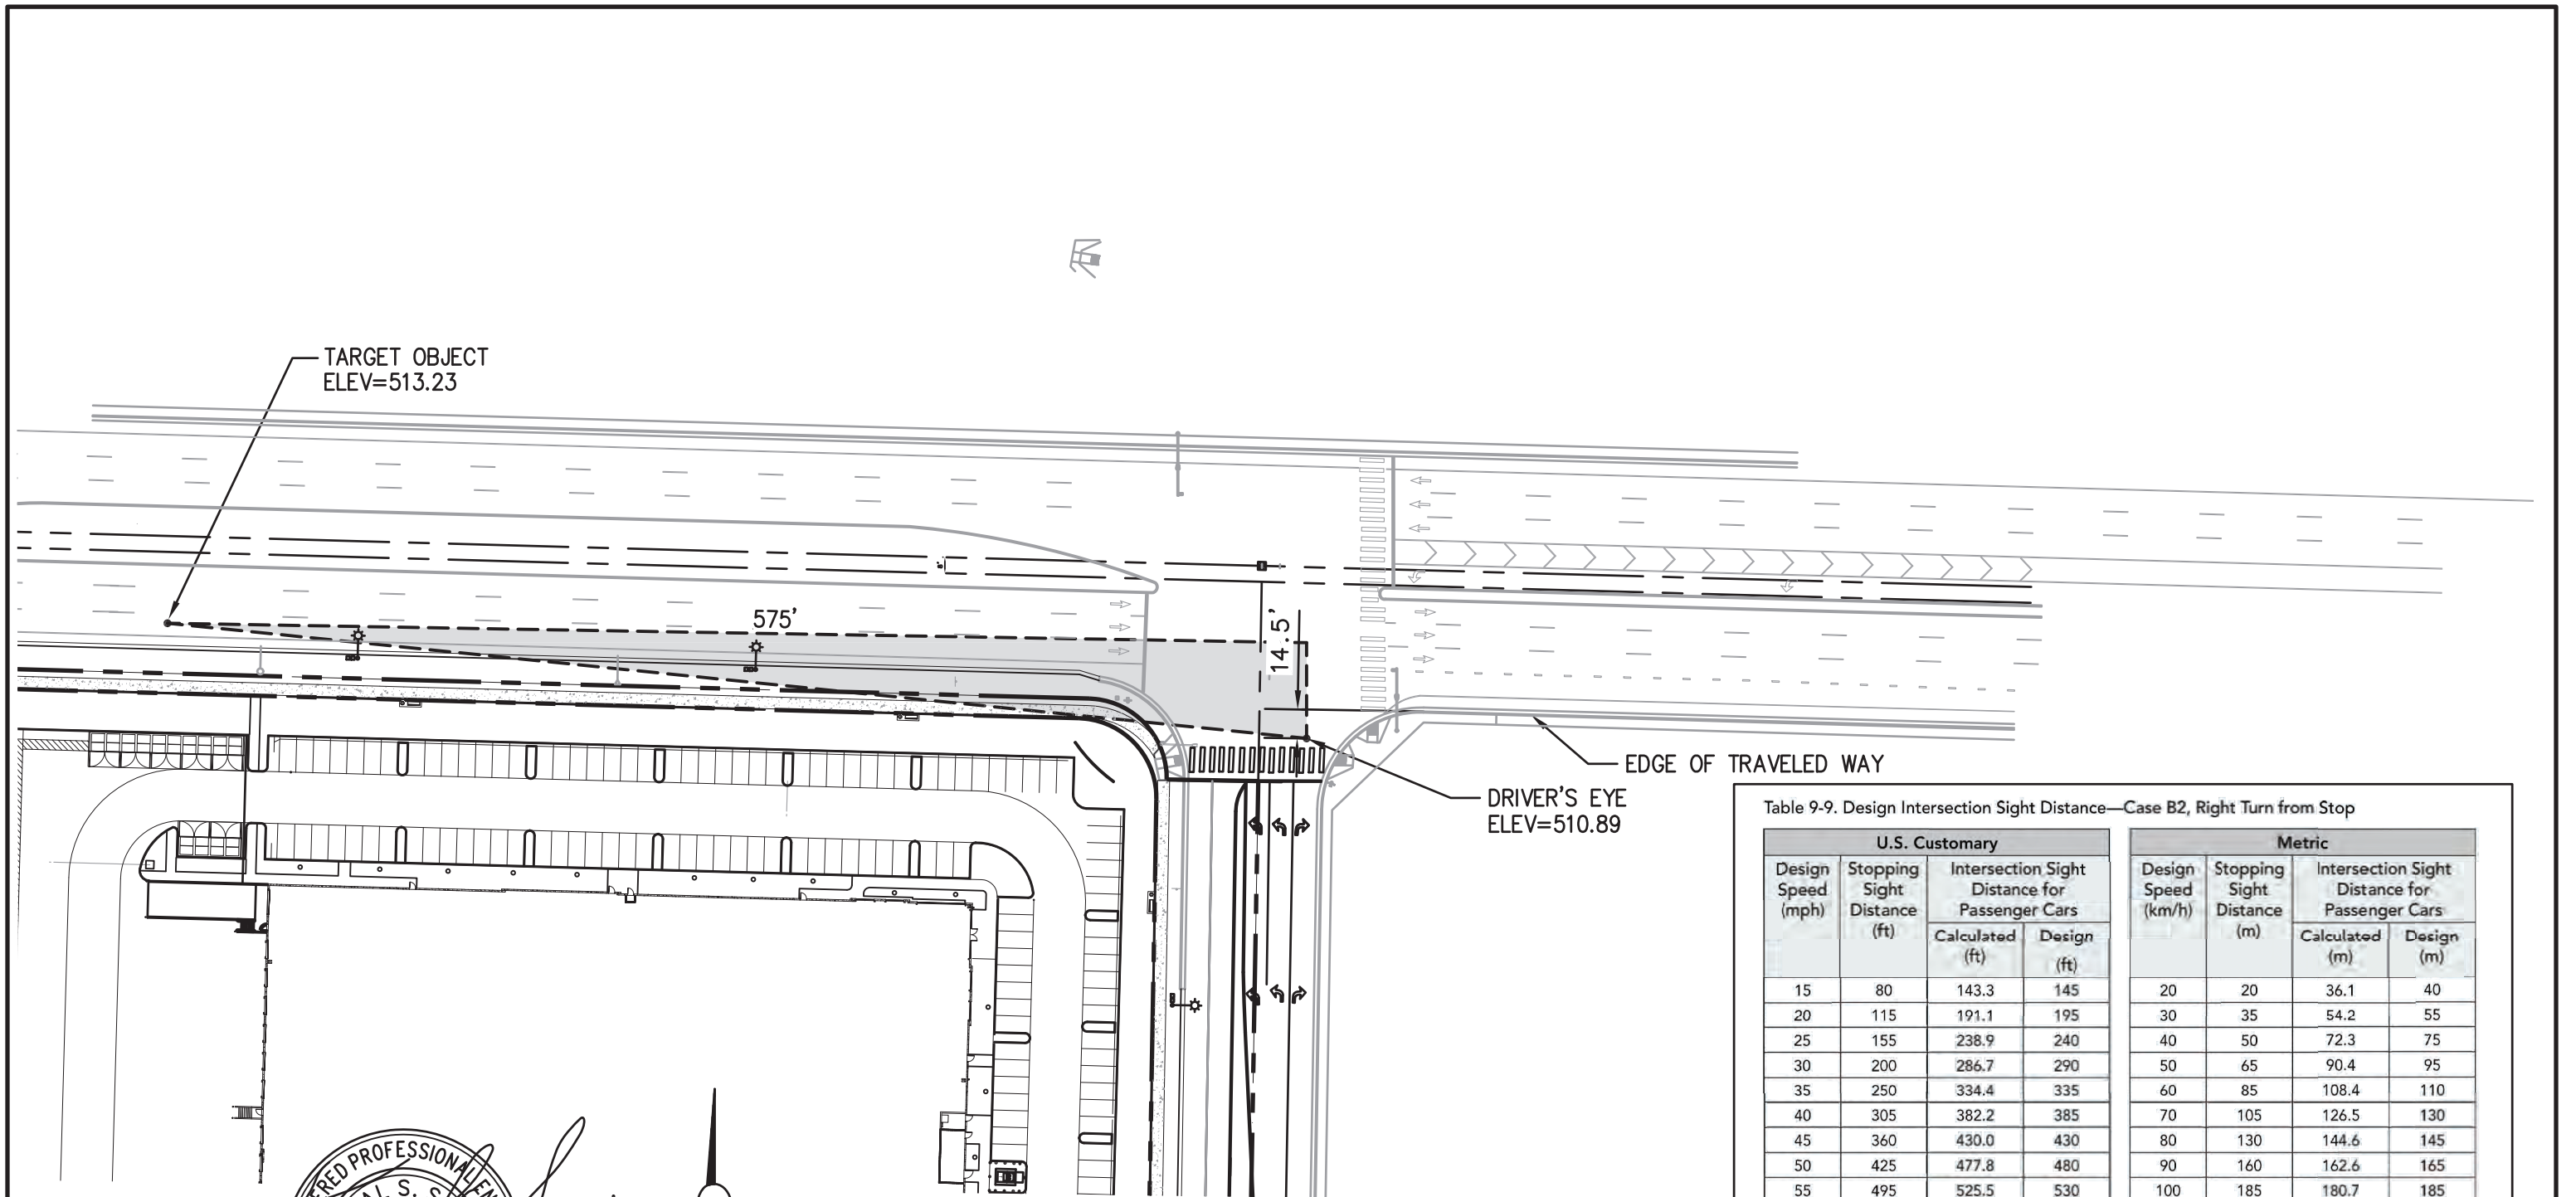 TARGET OBJECT
ELEV=513.23
575'
14.5'
EDGE OF TRAVELED WAY
DRIVER'S EYE
ELEV=510.89
Table 9-9. Design Intersection Sight Distance—Case B2, Right Turn from Stop
U.S. Customary
Design Speed (mph) Stopping Sight Distance (ft) Intersection Sight Distance for Passenger Cars
Calculated (ft) Design (ft)
15 80 143.3 145
20 115 191.1 195
25 155 238.9 240
30 200 286.7 290
35 250 334.4 335
40 305 382.2 385
45 360 430.0 430
50 425 477.8 480
55 495 525.5 530
Metric
Design Speed (km/h) Stopping Sight Distance (m) Intersection Sight Distance for Passenger Cars
Calculated (m) Design (m)
20 20 36.1 40
30 35 54.2 55
40 50 72.3 75
50 65 90.4 95
60 85 108.4 110
70 105 126.5 130
80 130 144.6 145
90 160 162.6 165
100 185 180.7 185
PROFESSIONAL